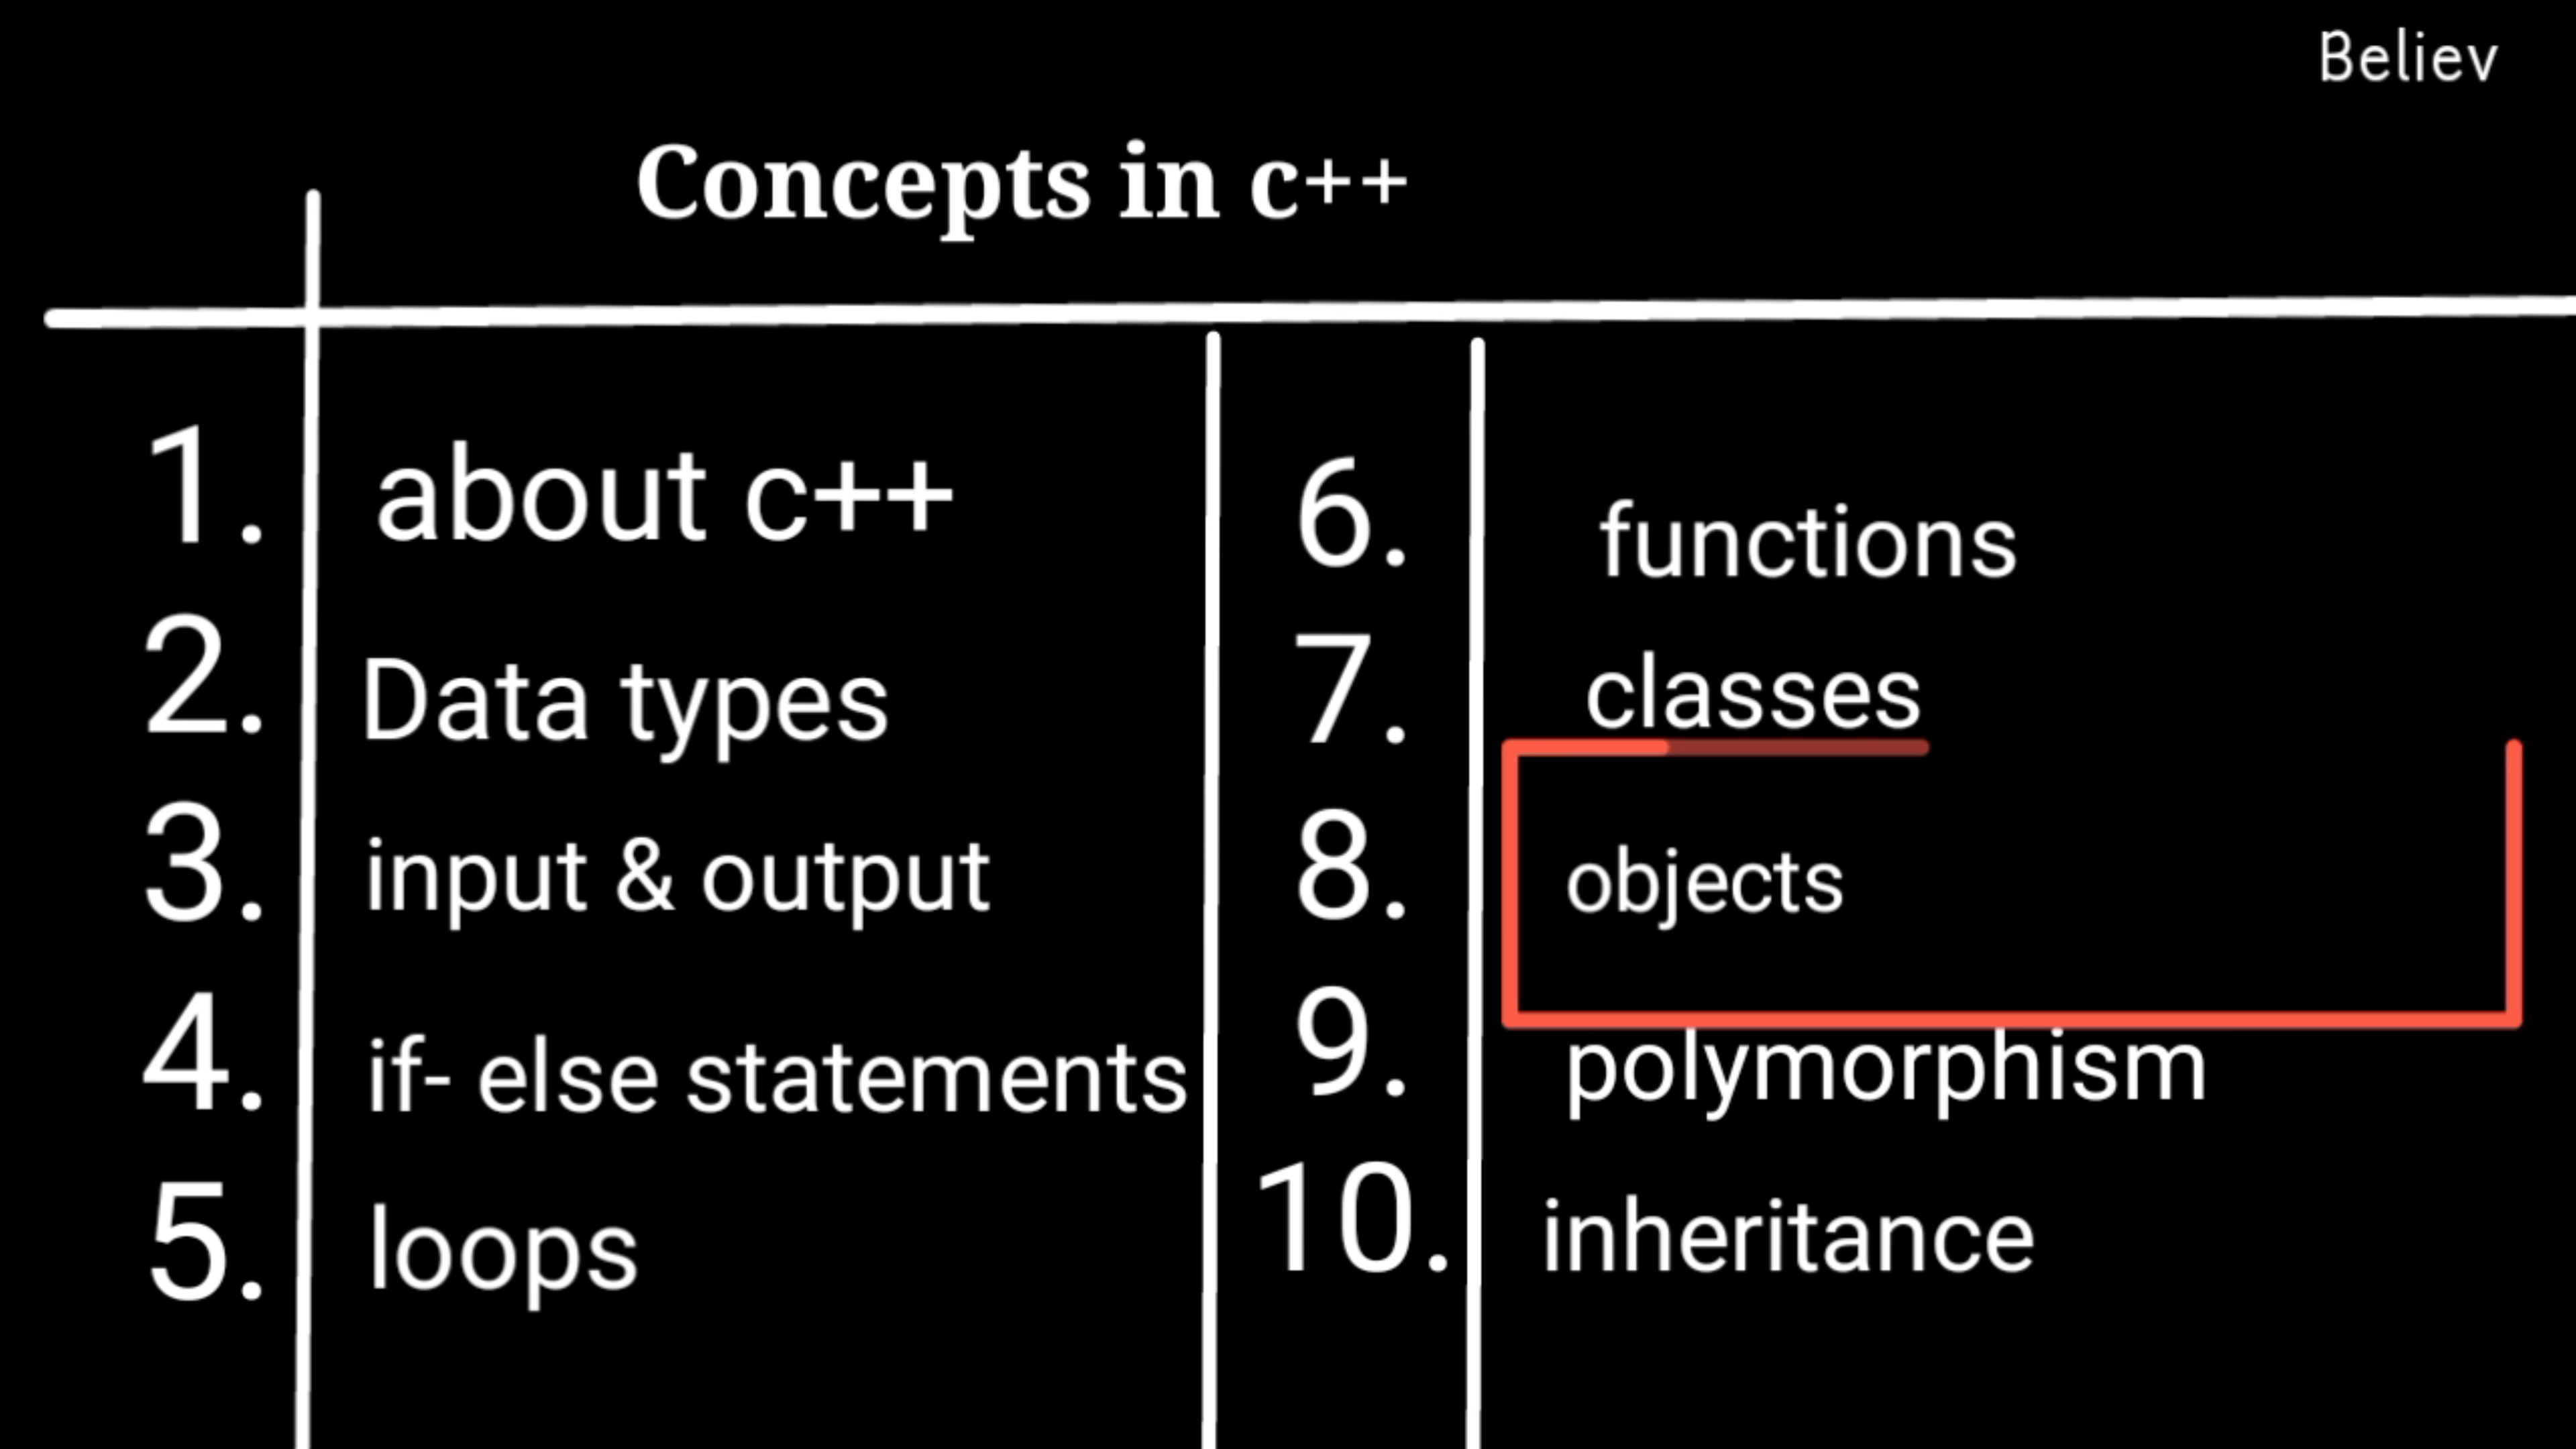 Believ
Concepts in c++
1. about c++
2. Data types
3. input & output
4. if- else statements
5. loops
6. functions
7. classes
8. objects
9. polymorphism
10. inheritance